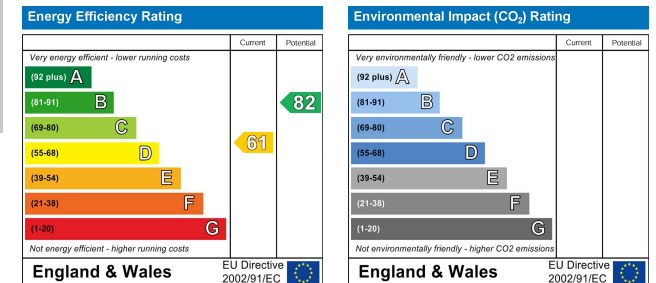 Energy Efficiency Rating
Current Potential
Very energy efficient - lower running costs
(92 plus) A
(81-91) B
82
(69-80) C
61
(55-68) D
(39-54) E
(21-38) F
(1-20) G
Not energy efficient - higher running costs
England & Wales
EU Directive
2002/91/EC
Environmental Impact (CO2) Rating
Current Potential
Very environmentally friendly - lower CO2 emissions
(92 plus) A
(81-91) B
(69-80) C
(55-68) D
(39-54) E
(21-38) F
(1-20) G
Not environmentally friendly - higher CO2 emissions
England & Wales
EU Directive
2002/91/EC